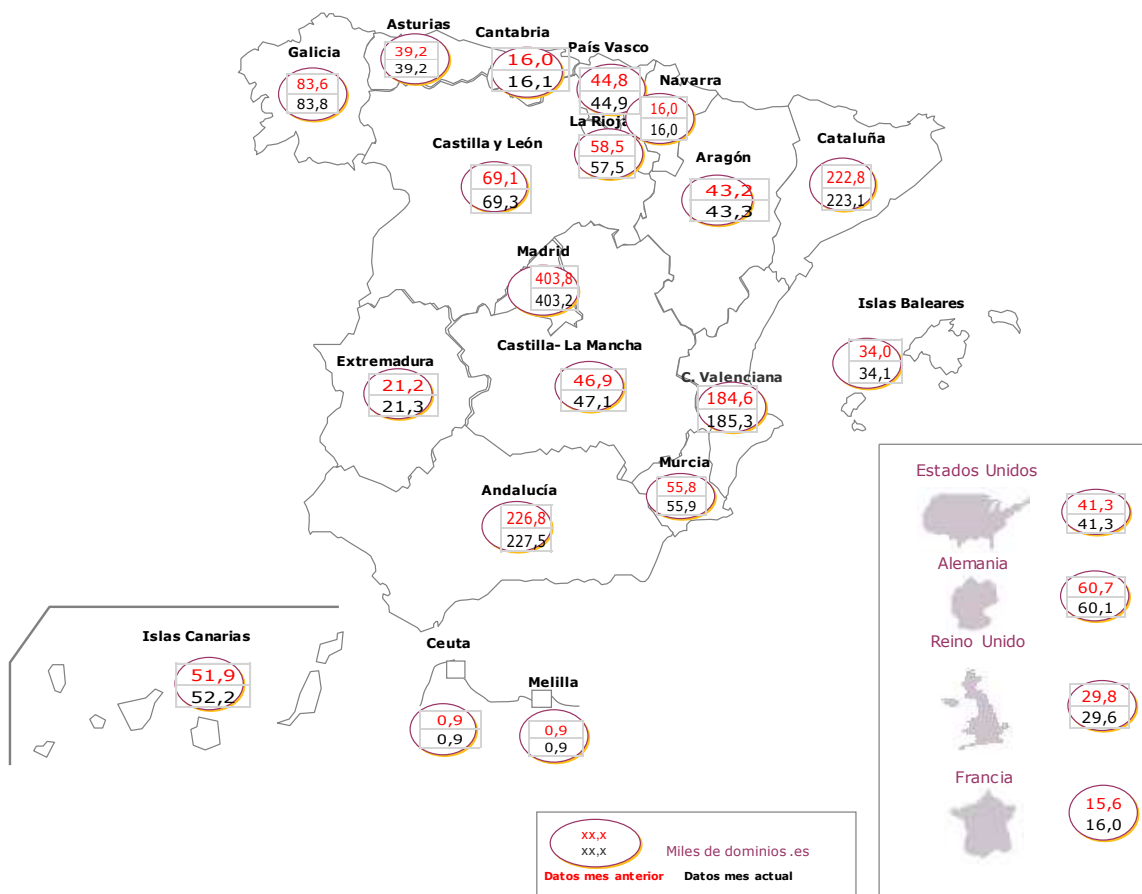 Asturias
39,2
39,2
Cantabria
16,0
16,1
País Vasco
44,8
44,9
Galicia
83,6
83,8
Navarra
16,0
16,0
La Rioja
58,5
57,5
Castilla y León
69,1
69,3
Aragón
43,2
43,3
Cataluña
222,8
223,1
Madrid
403,8
403,2
Islas Baleares
34,0
34,1
Extremadura
21,2
21,3
Castilla- La Mancha
46,9
47,1
C. Valenciana
184,6
185,3
Murcia
55,8
55,9
Andalucía
226,8
227,5
Islas Canarias
51,9
52,2
Ceuta
0,9
0,9
Melilla
0,9
0,9
Estados Unidos
41,3
41,3
Alemania
60,7
60,1
Reino Unido
29,8
29,6
Francia
15,6
16,0
xx,x
xx,x
Miles de dominios .es
Datos mes anterior Datos mes actual